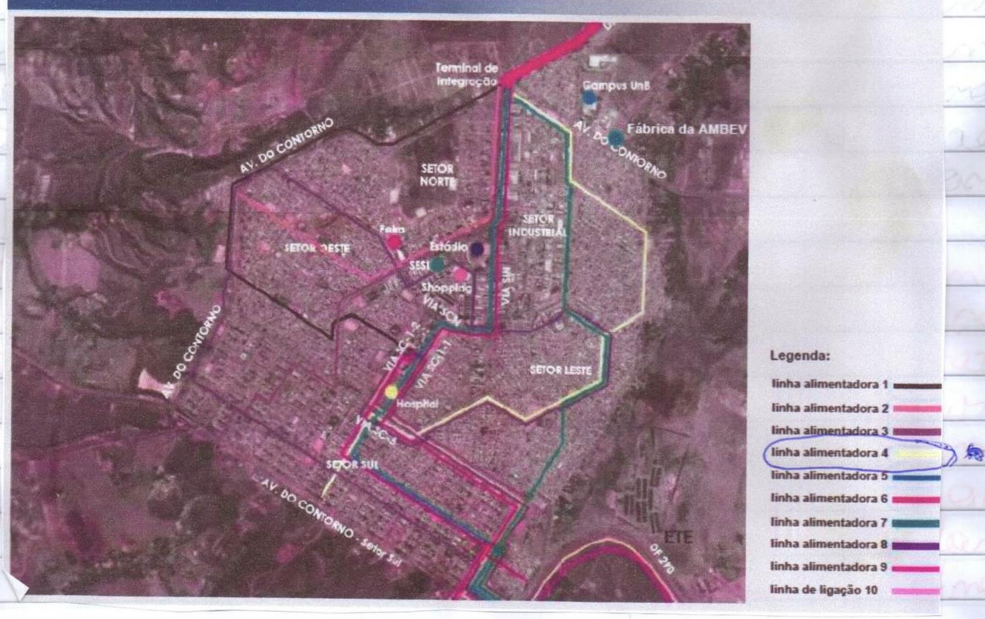 Terminal de
Integração
Campus UnB
Fábrica da AMBEV
AV. DO CONTORNO
AV. DO CONTORNO
SETOR
NORTE
SETOR
INDUSTRIAL
Feira
SETOR OESTE
Estádio
SESI
Shopping
VIA SCM
VIA SIN
AV. DO CONTORNO
SETOR LESTE
Hospital
SETOR SUL
AV. DO CONTORNO - Setor Sul
ETE
Legenda:
linha alimentadora 1
linha alimentadora 2
linha alimentadora 3
linha alimentadora 4
linha alimentadora 5
linha alimentadora 6
linha alimentadora 7
linha alimentadora 8
linha alimentadora 9
linha de ligação 10